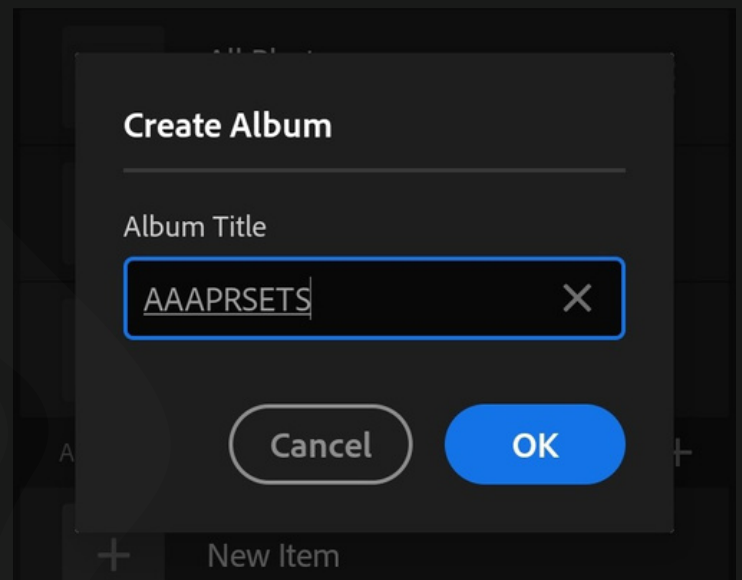 Create Album
Album Title
AAAPRSETS
Cancel
OK
A
New Item